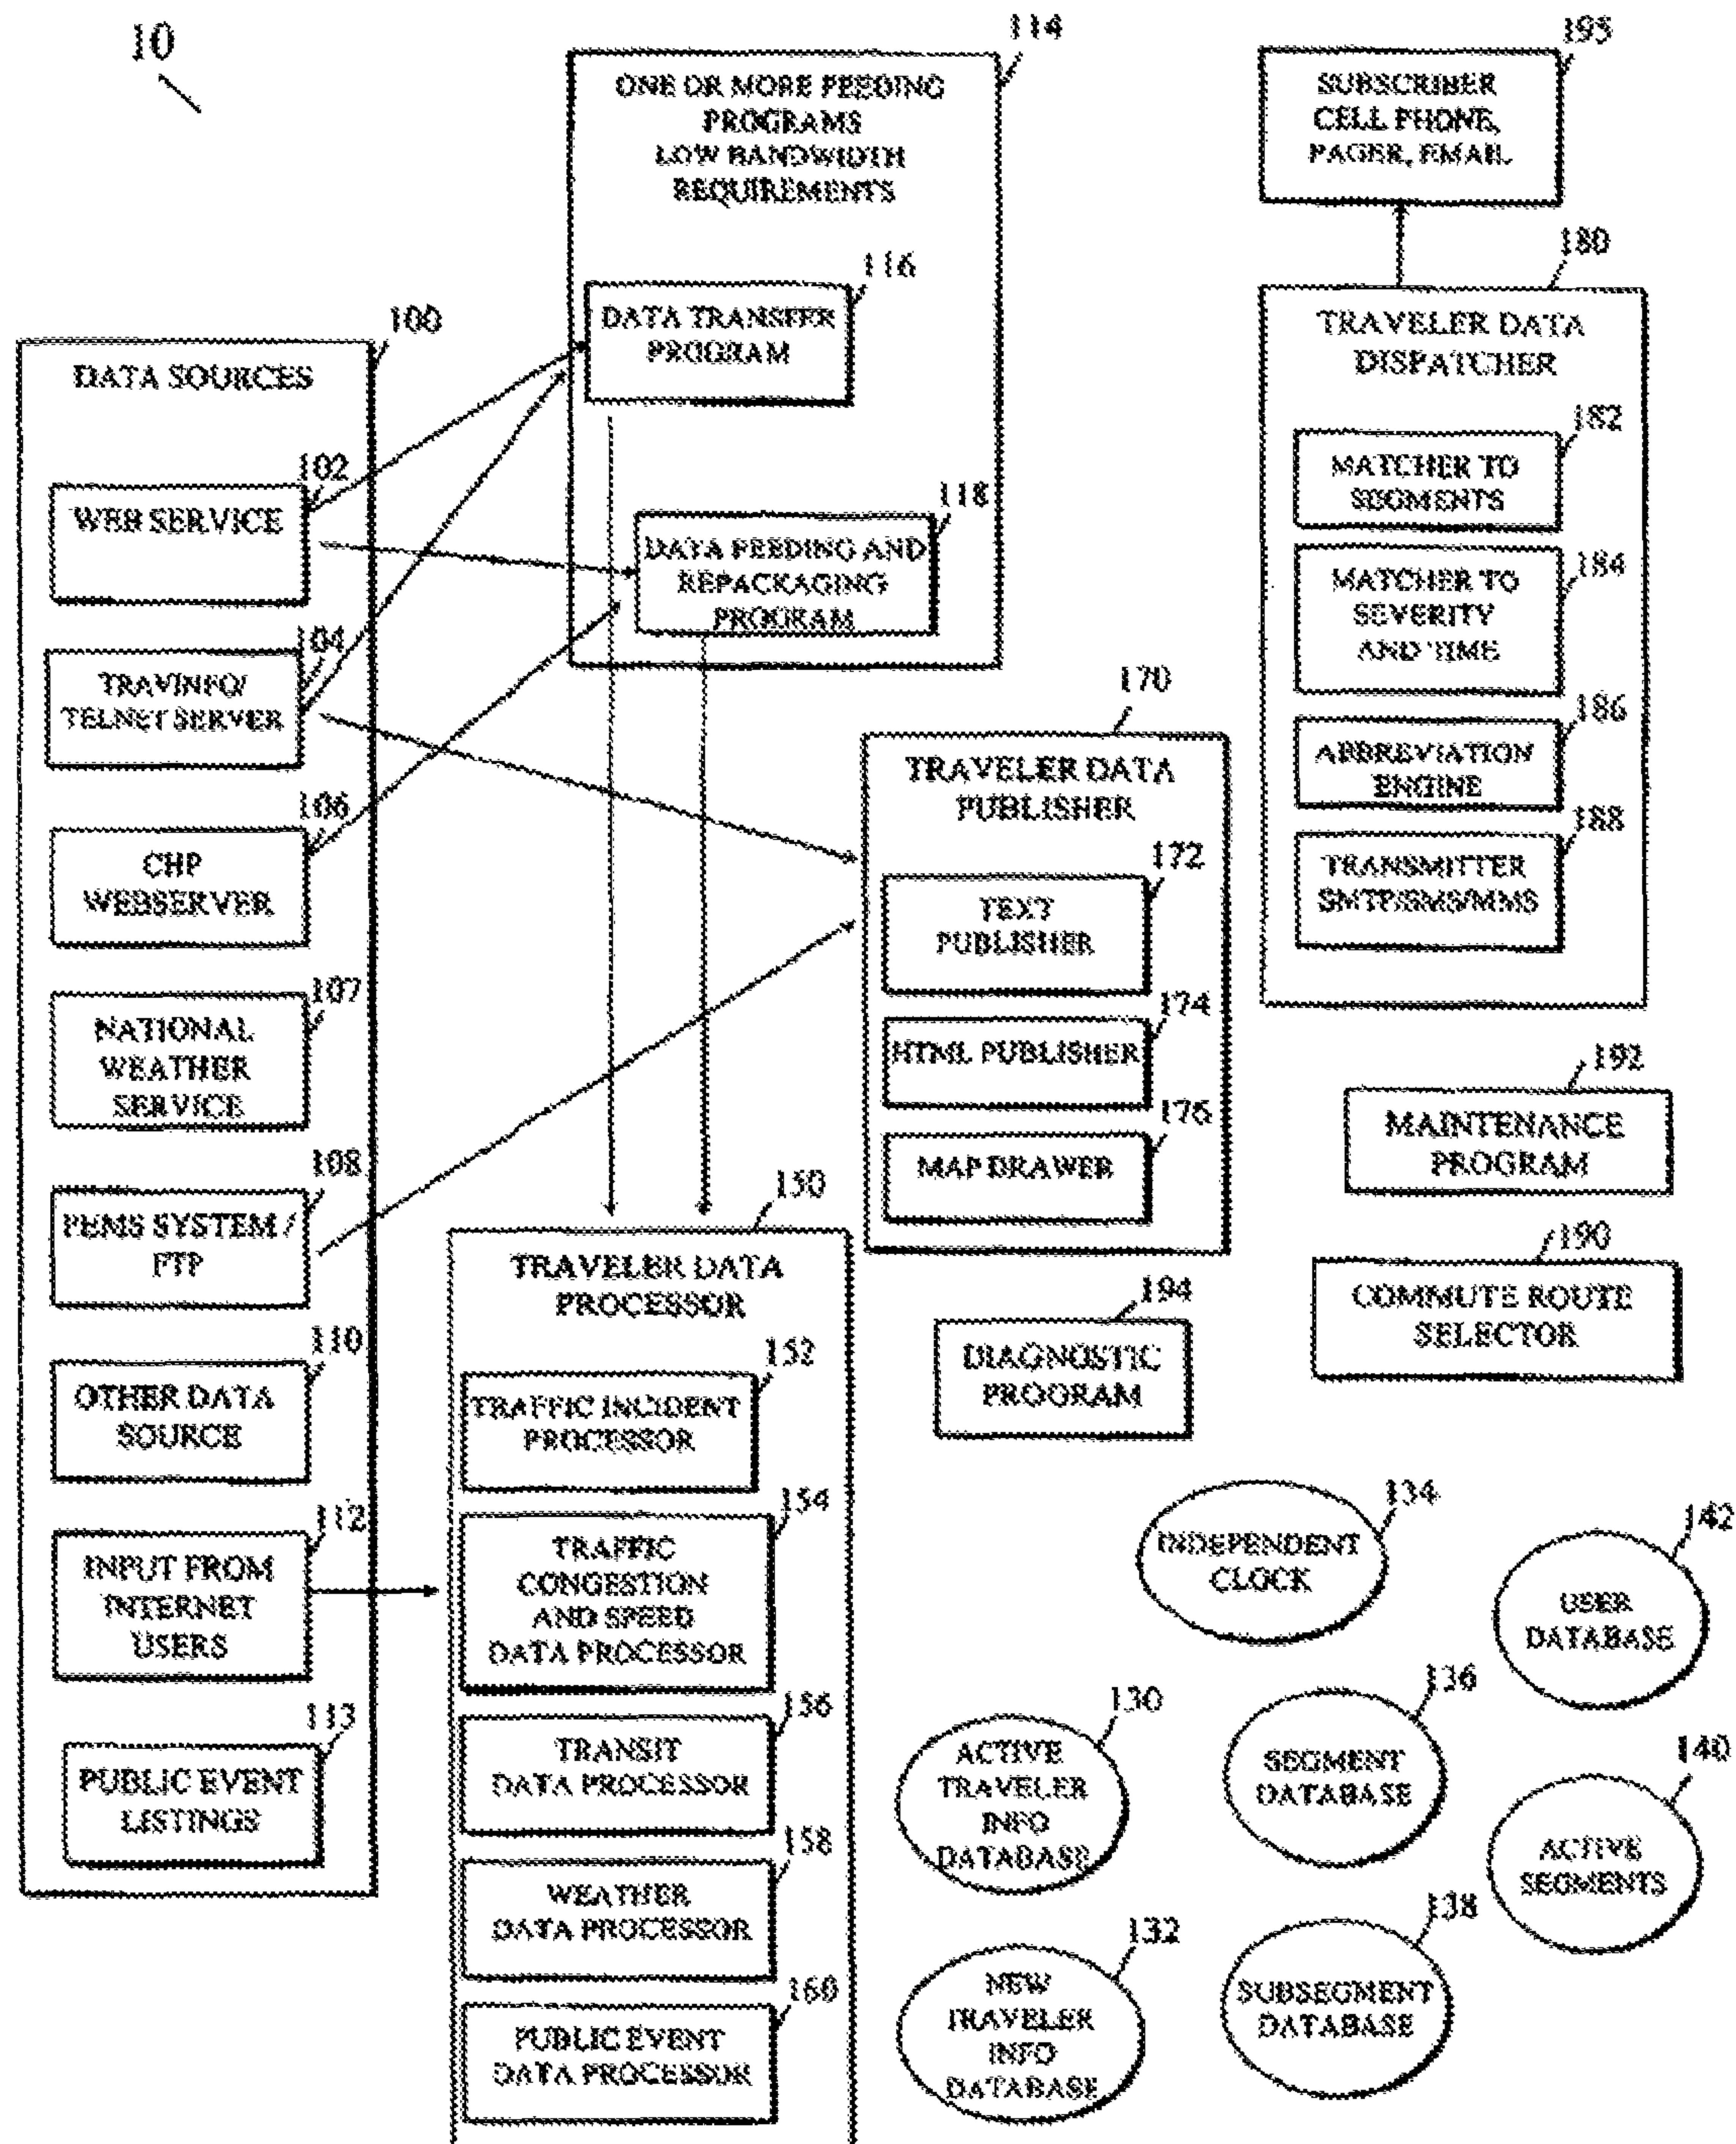 10
100
DATA SOURCES
102
WEB SERVICE
104
TRAVINFO/
TELNET SERVER
106
CHP
WEBSERVER
107
NATIONAL
WEATHER
SERVICE
108
PEMS SYSTEM /
FTP
110
OTHER DATA
SOURCE
112
INPUT FROM
INTERNET
USERS
113
PUBLIC EVENT
LISTINGS
114
ONE OR MORE FEEDING
PROGRAMS
LOW BANDWIDTH
REQUIREMENTS
116
DATA TRANSFER
PROGRAM
118
DATA FEEDING AND
REPACKAGING
PROGRAM
150
TRAVELER DATA
PROCESSOR
152
TRAFFIC INCIDENT
PROCESSOR
154
TRAFFIC
CONGESTION
AND SPEED
DATA PROCESSOR
156
TRANSIT
DATA PROCESSOR
158
WEATHER
DATA PROCESSOR
160
PUBLIC EVENT
DATA PROCESSOR
170
TRAVELER DATA
PUBLISHER
172
TEXT
PUBLISHER
174
HTML PUBLISHER
176
MAP DRAWER
195
SUBSCRIBER
CELL PHONE,
PAGER, EMAIL
180
TRAVELER DATA
DISPATCHER
182
MATCHER TO
SEGMENTS
184
MATCHER TO
SEVERITY
AND TIME
186
ABBREVIATION
ENGINE
188
TRANSMITTER
SMTP/SMS/MMS
192
MAINTENANCE
PROGRAM
190
COMMUTE ROUTE
SELECTOR
194
DIAGNOSTIC
PROGRAM
134
INDEPENDENT
CLOCK
142
USER
DATABASE
130
ACTIVE
TRAVELER
INFO
DATABASE
136
SEGMENT
DATABASE
140
ACTIVE
SEGMENTS
132
NEW
TRAVELER
INFO
DATABASE
138
SUBSEGMENT
DATABASE